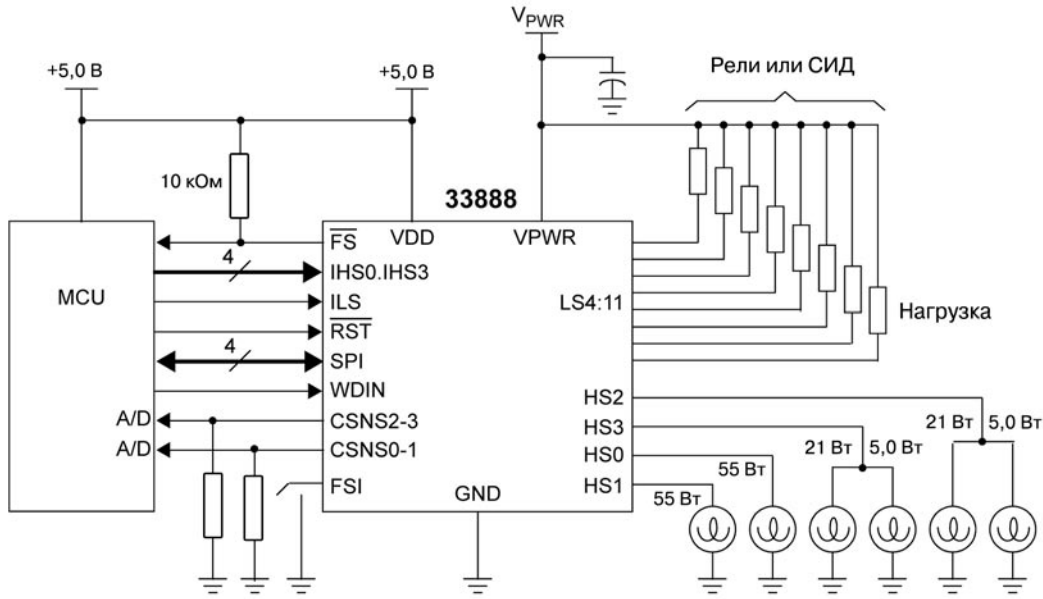 VPWR
+5,0 В
+5,0 В
Рели или СИД
10 кОм
33888
MCU
FS
VDD
VPWR
4
IHS0.IHS3
ILS
LS4:11
Нагрузка
RST
4
SPI
WDIN
HS2
A/D
CSNS2-3
HS3
21 Вт
5,0 Вт
A/D
CSNS0-1
HS0
21 Вт
5,0 Вт
55 Вт
FSI
GND
HS1
55 Вт